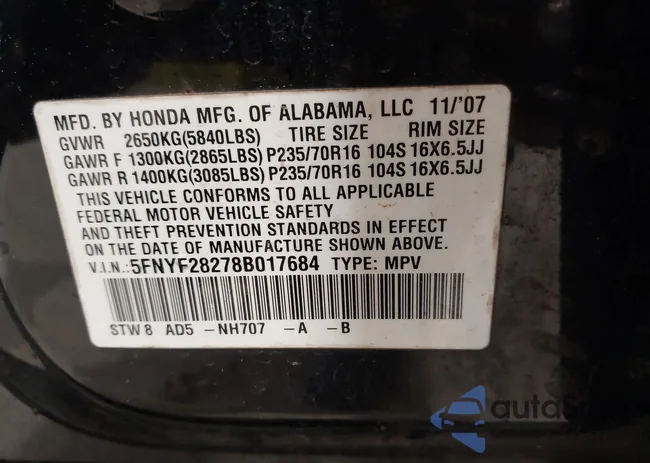 MFD. BY HONDA MFG. OF ALABAMA, LLC 11/'07
GVWR 2650KG(5840LBS) TIRE SIZE RIM SIZE
GAWR F 1300KG(2865LBS) P235/70R16 104S 16X6.5JJ
GAWR R 1400KG(3085LBS) P235/70R16 104S 16X6.5JJ
THIS VEHICLE CONFORMS TO ALL APPLICABLE
FEDERAL MOTOR VEHICLE SAFETY
AND THEFT PREVENTION STANDARDS IN EFFECT
ON THE DATE OF MANUFACTURE SHOWN ABOVE.
V.I.N.: 5FNYF28278B017684 TYPE: MPV
STW 8 AD5 -NH707 -A -B